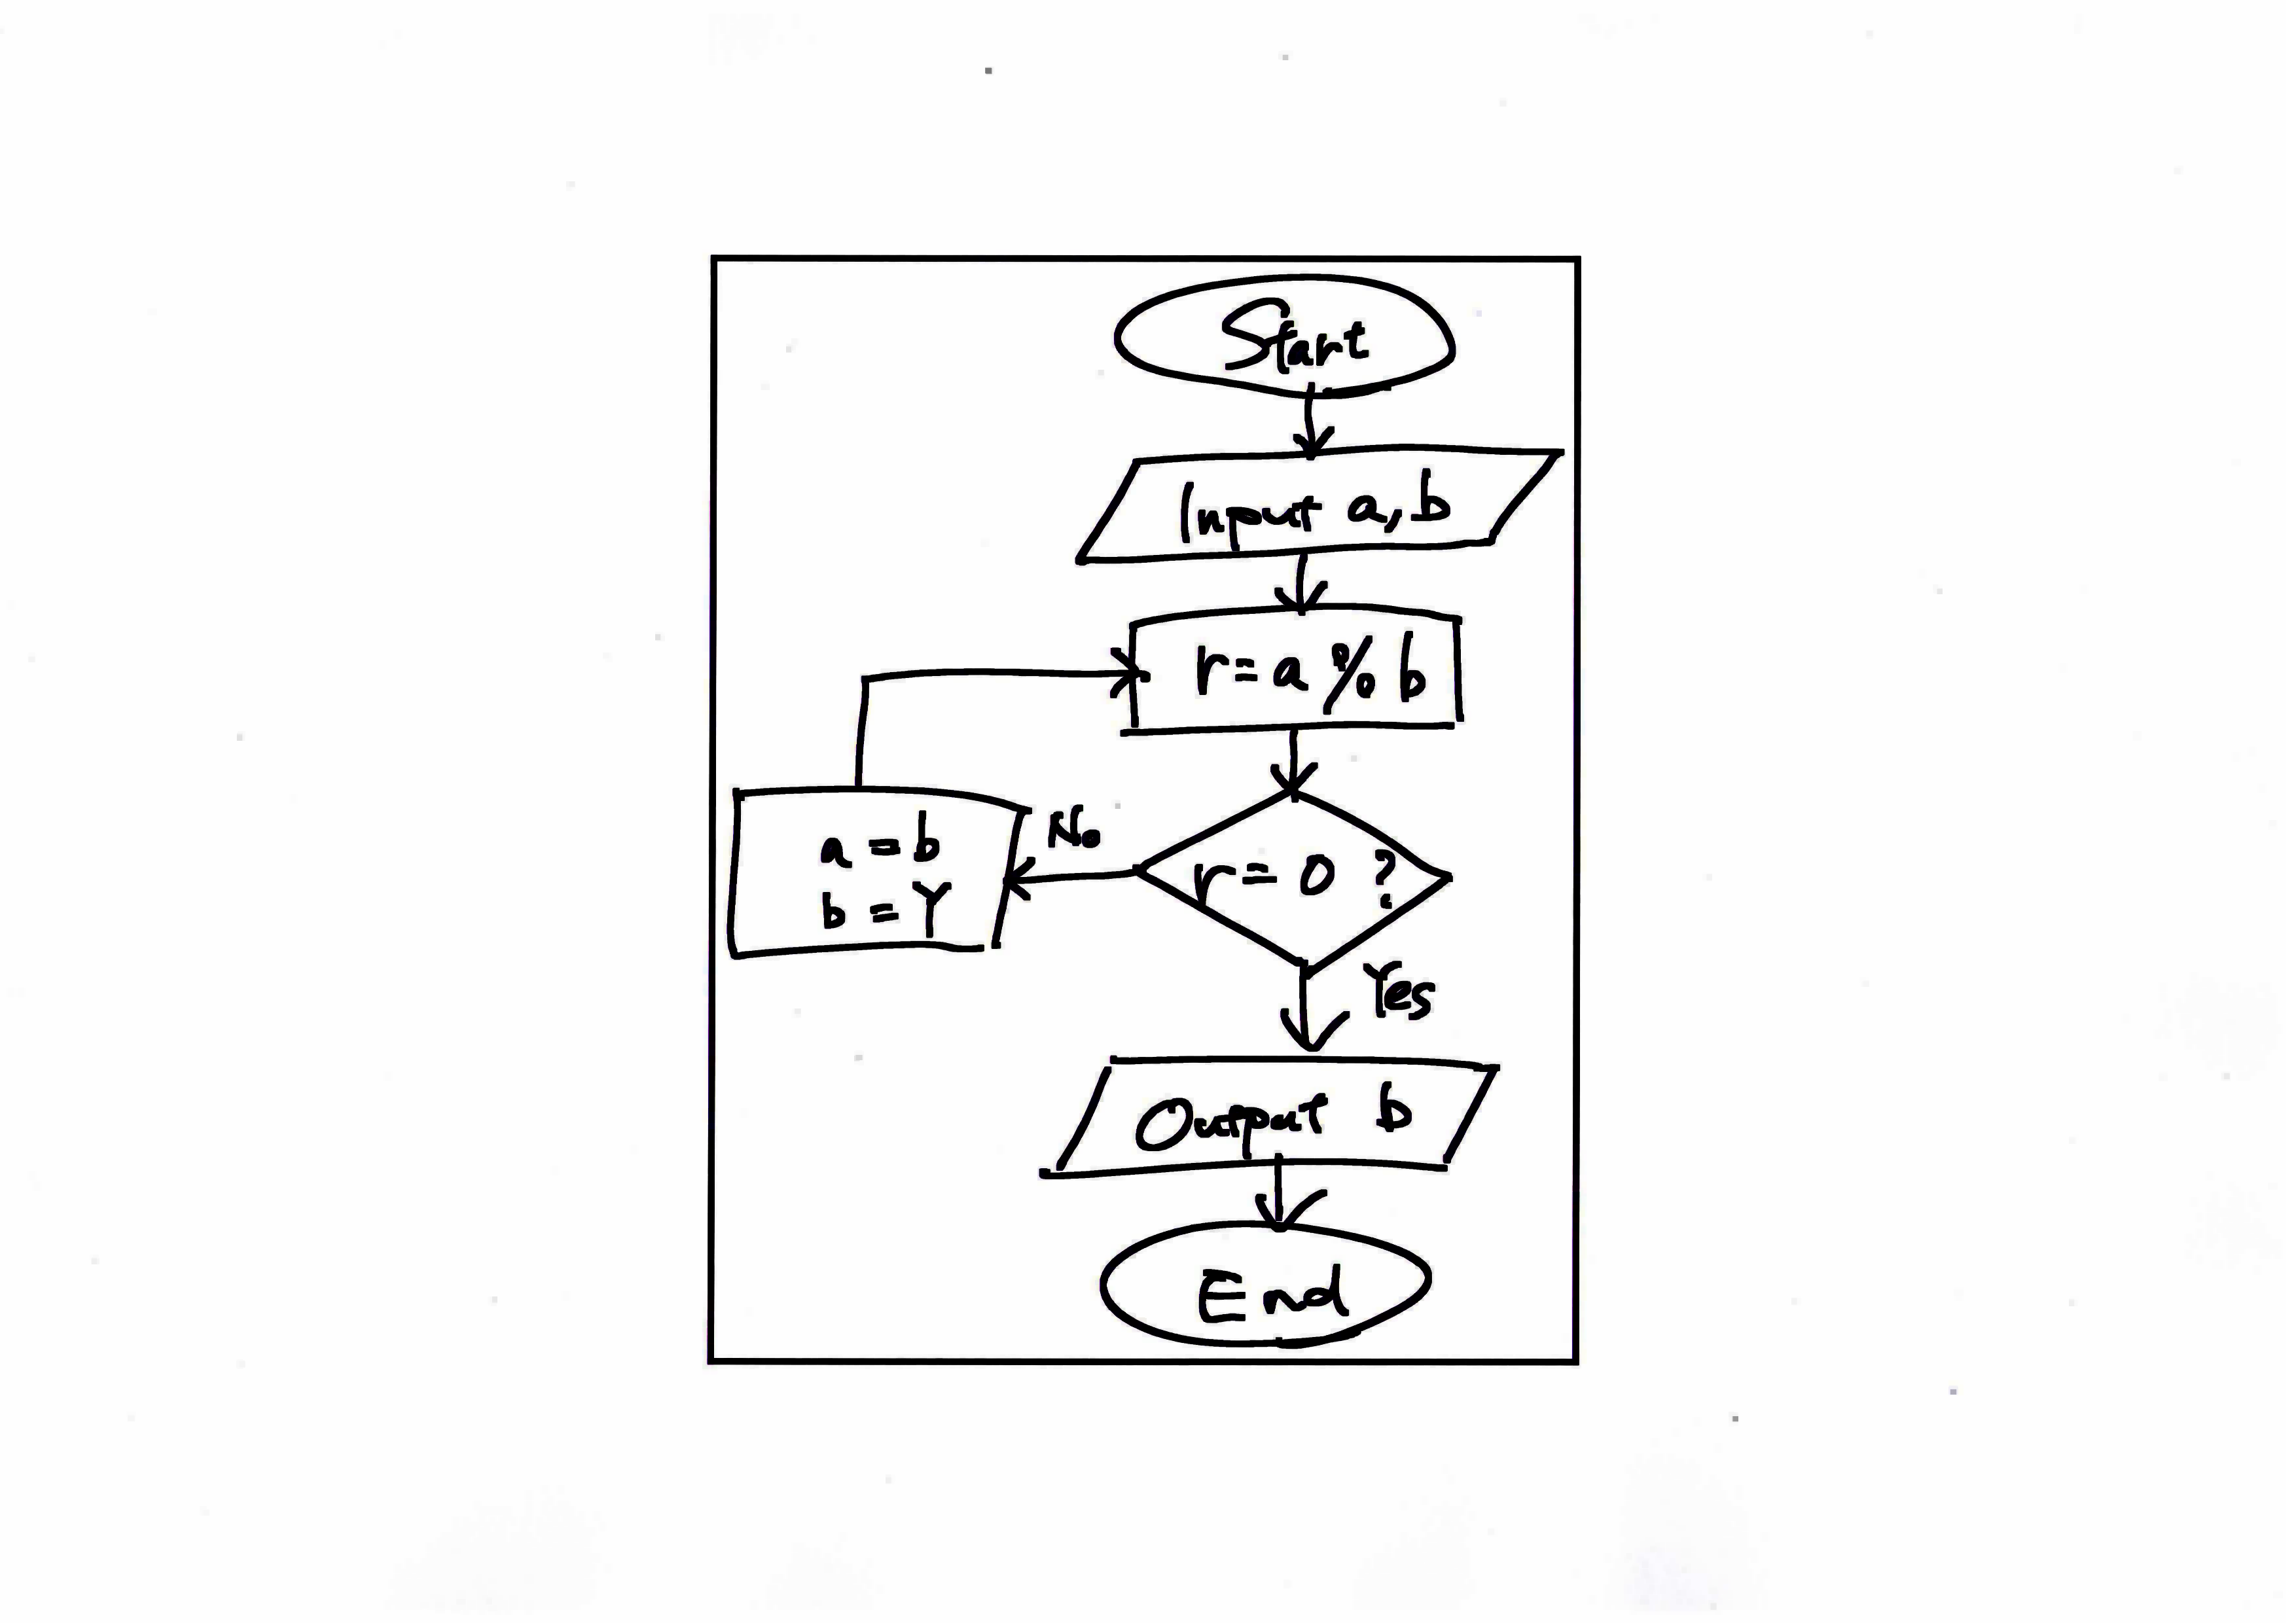 Start
Input a, b
r = a % b
No
r = 0 ?
a = b
b = Y
Yes
Output b
End